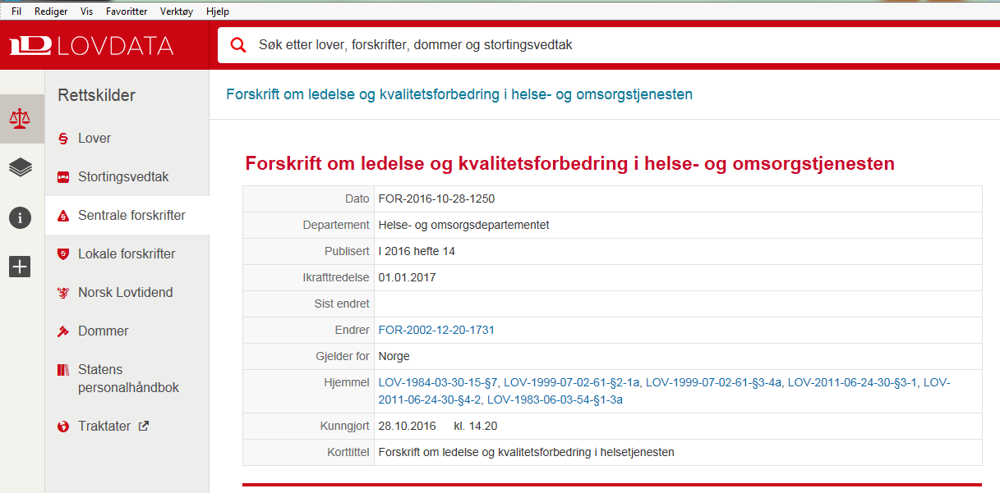 Fil Rediger Vis Favoritter Verktøy Hjelp
LOVDATA
Søk etter lover, forskrifter, dommer og stortingsvedtak
Rettskilder
Lover
Stortingsvedtak
Sentrale forskrifter
Lokale forskrifter
Norsk Lovtidend
Dommer
Statens
personalhåndbok
Traktater
Forskrift om ledelse og kvalitetsforbedring i helse- og omsorgstjenesten
Forskrift om ledelse og kvalitetsforbedring i helse- og omsorgstjenesten
Dato FOR-2016-10-28-1250
Departement Helse- og omsorgsdepartementet
Publisert I 2016 hefte 14
Ikrafttredelse 01.01.2017
Sist endret
Endrer FOR-2002-12-20-1731
Gjelder for Norge
Hjemmel LOV-1984-03-30-15-§7, LOV-1999-07-02-61-§2-1a, LOV-1999-07-02-61-§3-4a, LOV-2011-06-24-30-§3-1, LOV-
2011-06-24-30-§4-2, LOV-1983-06-03-54-§1-3a
Kunngjort 28.10.2016 kl. 14.20
Korttittel Forskrift om ledelse og kvalitetsforbedring i helsetjenesten